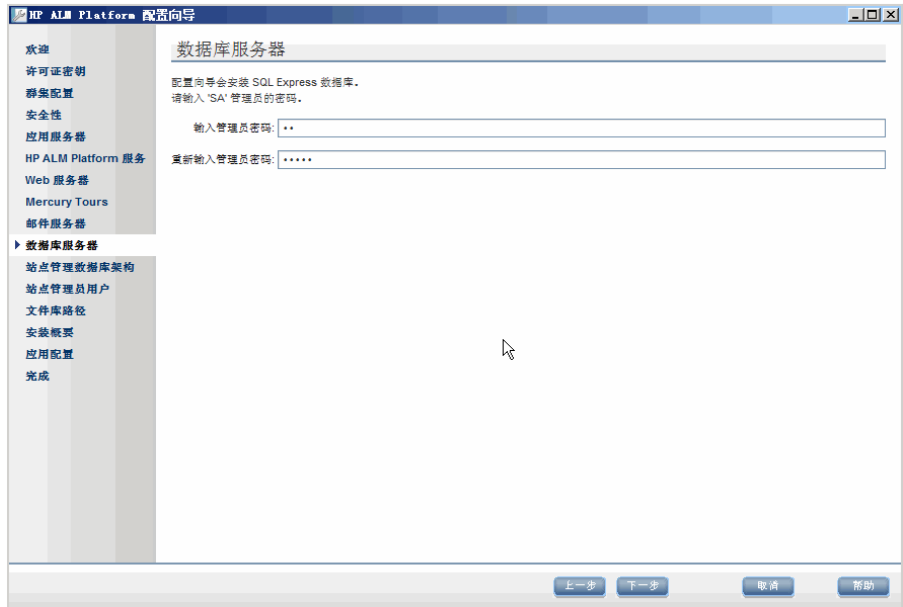 HP ALM Platform 配置向导
欢迎
许可证密钥
群集配置
安全性
应用服务器
HP ALM Platform 服务
Web 服务器
Mercury Tours
邮件服务器
数据库服务器
站点管理数据库架构
站点管理员用户
文件库路径
安装概要
应用配置
完成
数据库服务器
配置向导会安装 SQL Express 数据库。
请输入 'SA' 管理员的密码。
输入管理员密码: ••
重新输入管理员密码: •••••
上一步
下一步
取消
帮助